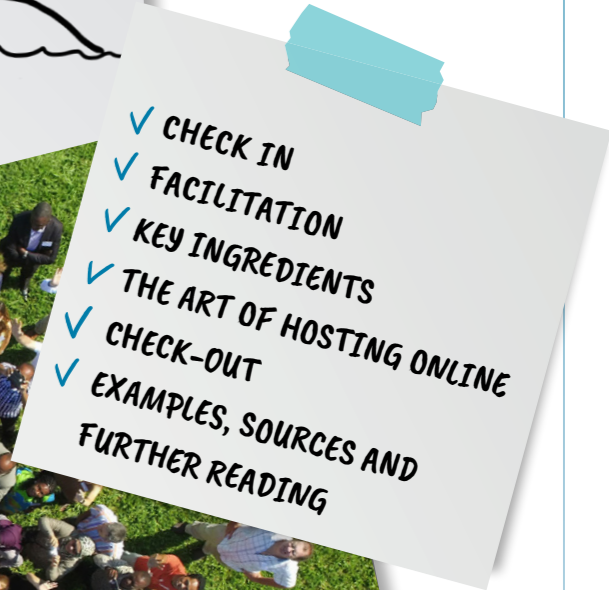 CHECK IN
FACILITATION
KEY INGREDIENTS
THE ART OF HOSTING ONLINE
CHECK-OUT
EXAMPLES, SOURCES AND
FURTHER READING